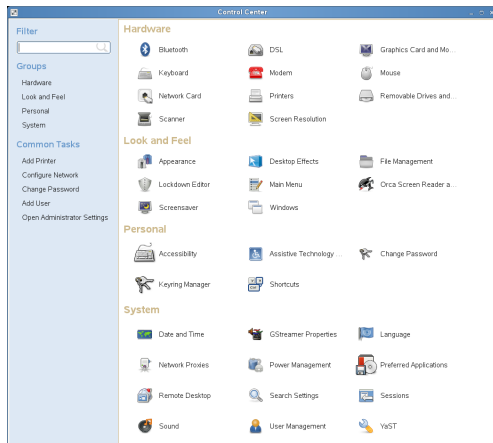 Control Center
Filter
Groups
Hardware
Look and Feel
Personal
System
Common Tasks
Add Printer
Configure Network
Change Password
Add User
Open Administrator Settings
Hardware
Bluetooth
DSL
Graphics Card and Mo...
Keyboard
Modem
Mouse
Network Card
Printers
Removable Drives and...
Scanner
Screen Resolution
Look and Feel
Appearance
Desktop Effects
File Management
Lockdown Editor
Main Menu
Orca Screen Reader a...
Screensaver
Windows
Personal
Accessibility
Assistive Technology ...
Change Password
Keyring Manager
Shortcuts
System
Date and Time
GStreamer Properties
Language
Network Proxies
Power Management
Preferred Applications
Remote Desktop
Search Settings
Sessions
Sound
User Management
YaST